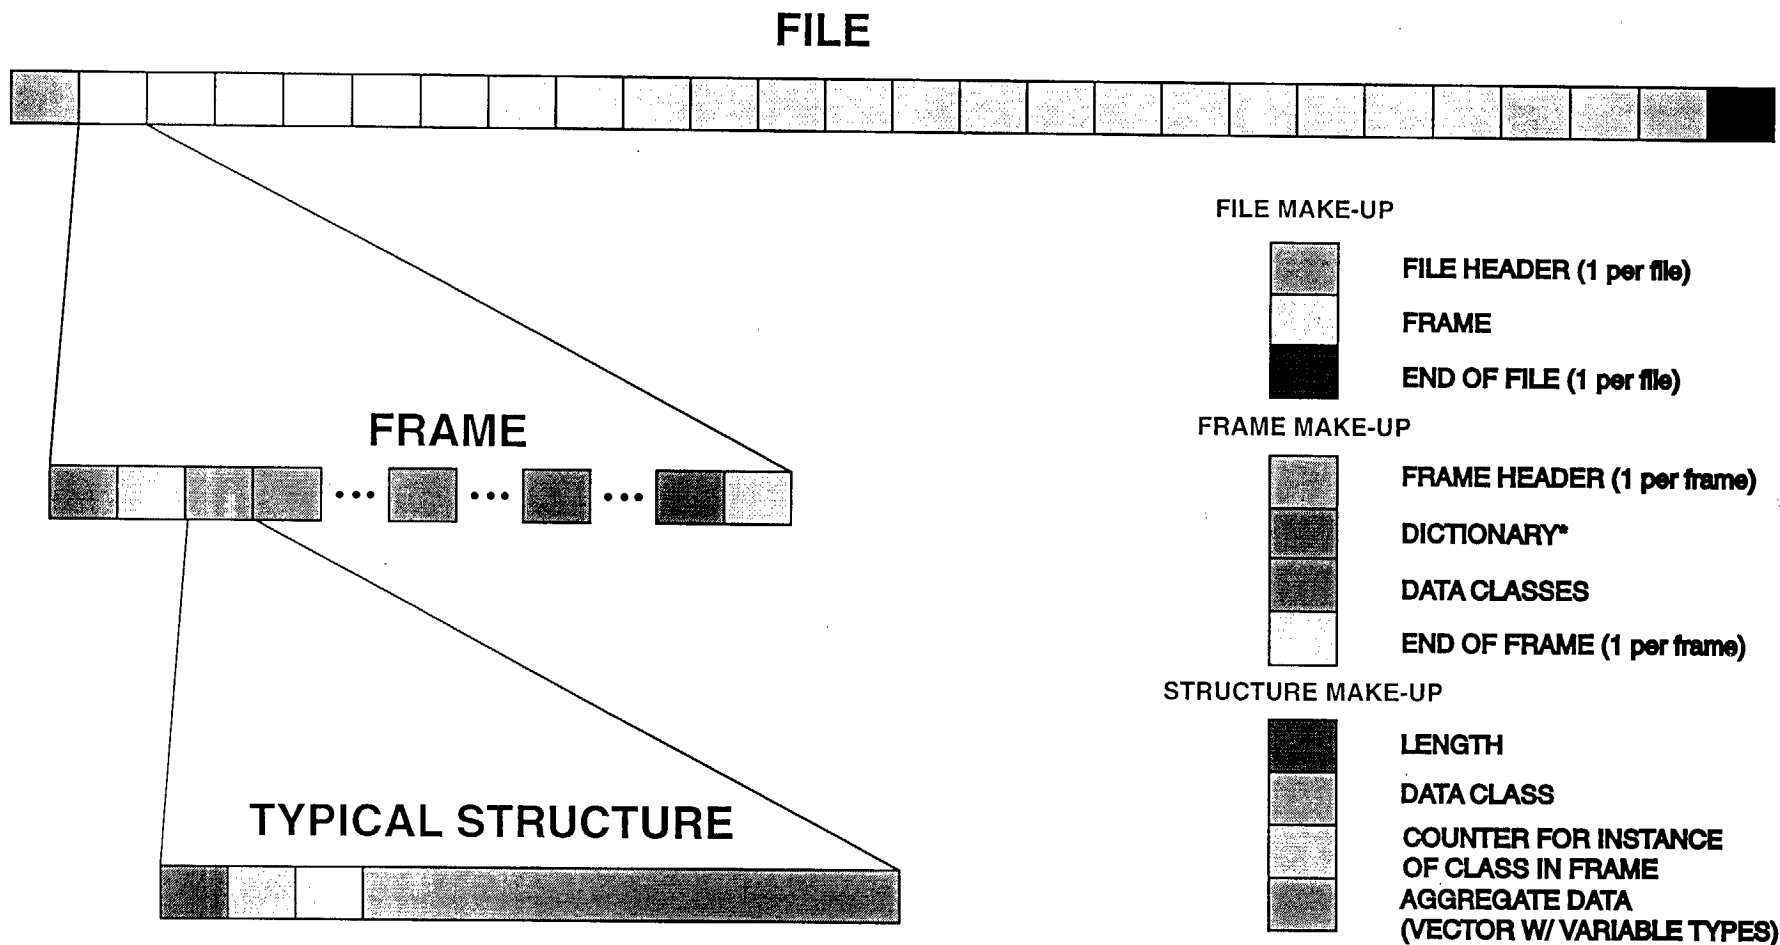 FILE
FILE MAKE-UP
FILE HEADER (1 per file)
FRAME
END OF FILE (1 per file)
FRAME
FRAME MAKE-UP
FRAME HEADER (1 per frame)
DICTIONARY*
DATA CLASSES
END OF FRAME (1 per frame)
STRUCTURE MAKE-UP
LENGTH
DATA CLASS
COUNTER FOR INSTANCE
OF CLASS IN FRAME
AGGREGATE DATA
(VECTOR W/ VARIABLE TYPES)
TYPICAL STRUCTURE